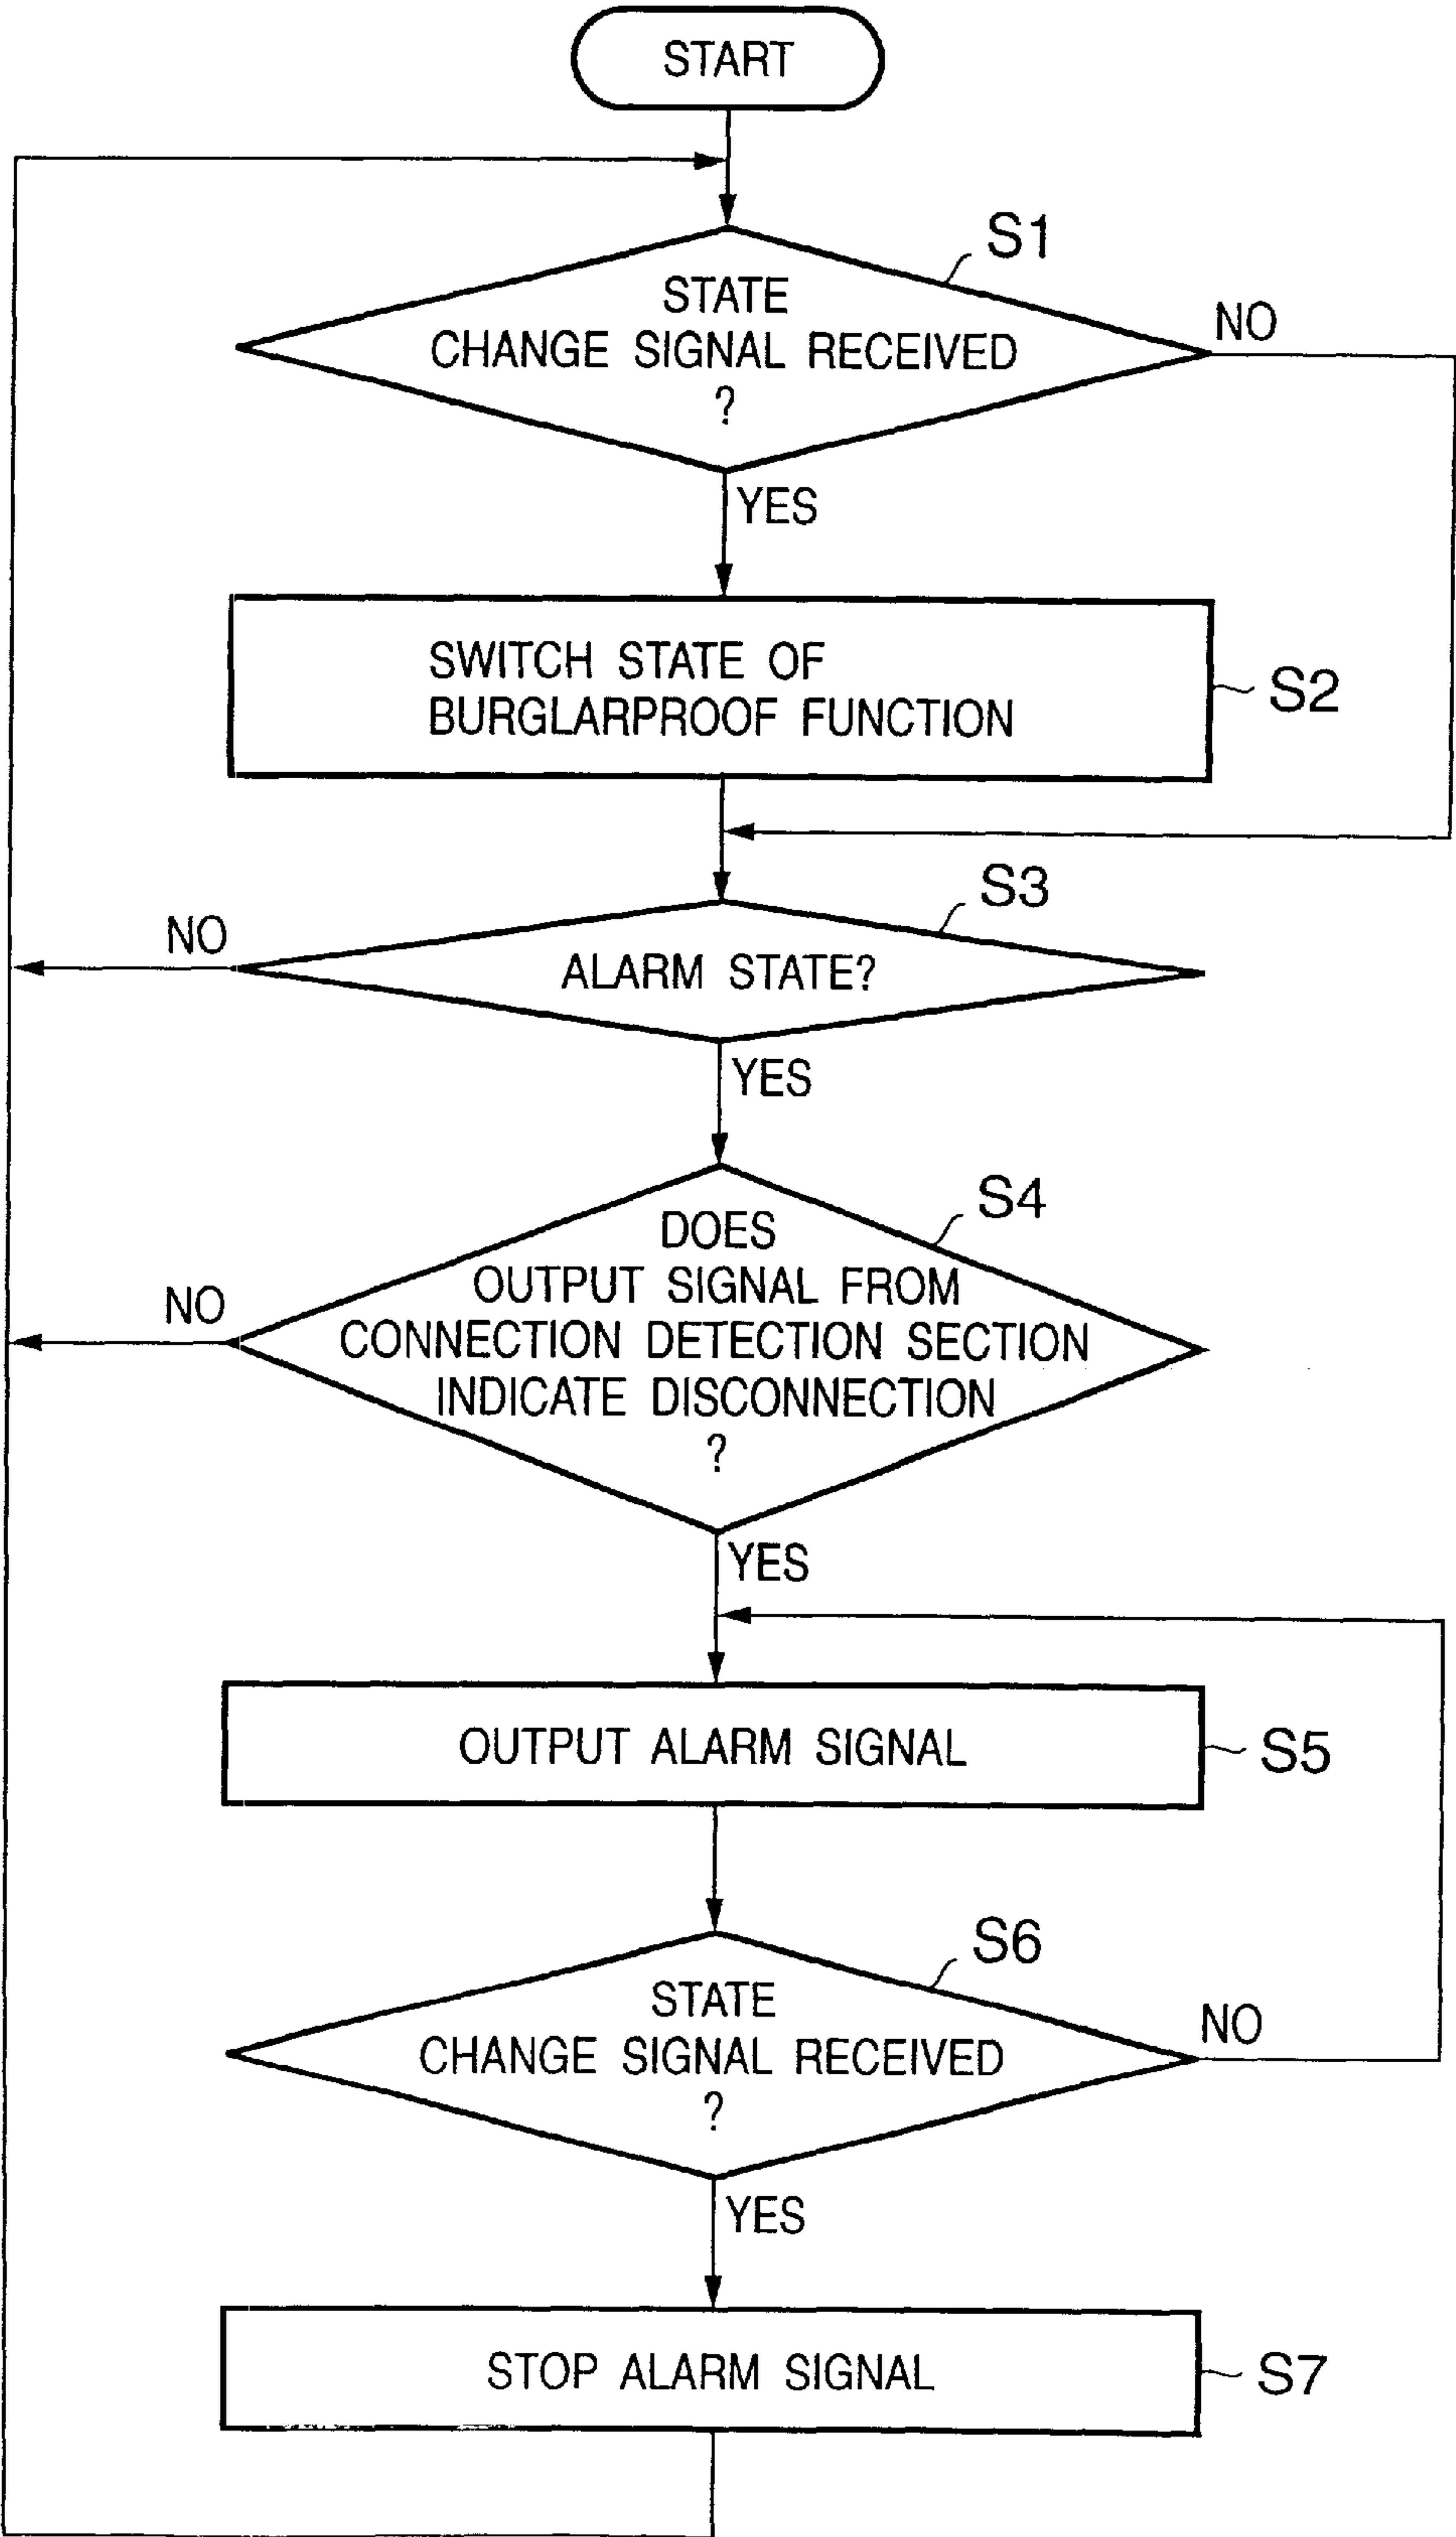 START
S1
STATE
CHANGE SIGNAL RECEIVED
?
NO
YES
SWITCH STATE OF
BURGLARPROOF FUNCTION
S2
S3
NO
ALARM STATE?
YES
S4
DOES
OUTPUT SIGNAL FROM
CONNECTION DETECTION SECTION
INDICATE DISCONNECTION
?
NO
YES
OUTPUT ALARM SIGNAL
S5
S6
STATE
CHANGE SIGNAL RECEIVED
?
NO
YES
STOP ALARM SIGNAL
S7